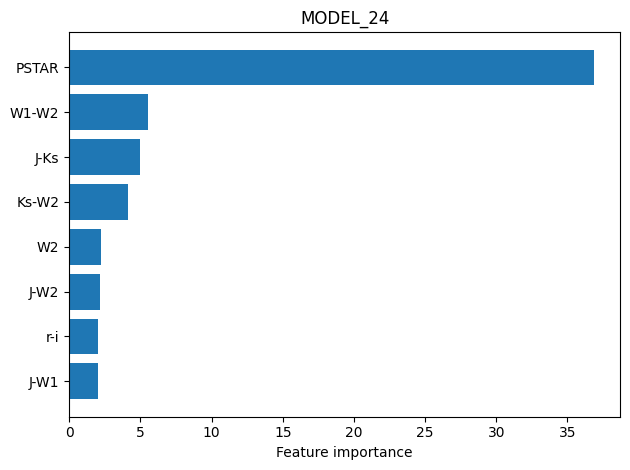 MODEL_24
PSTAR
W1-W2
J-Ks
Ks-W2
W2
J-W2
r-i
J-W1
0 5 10 15 20 25 30 35
Feature importance